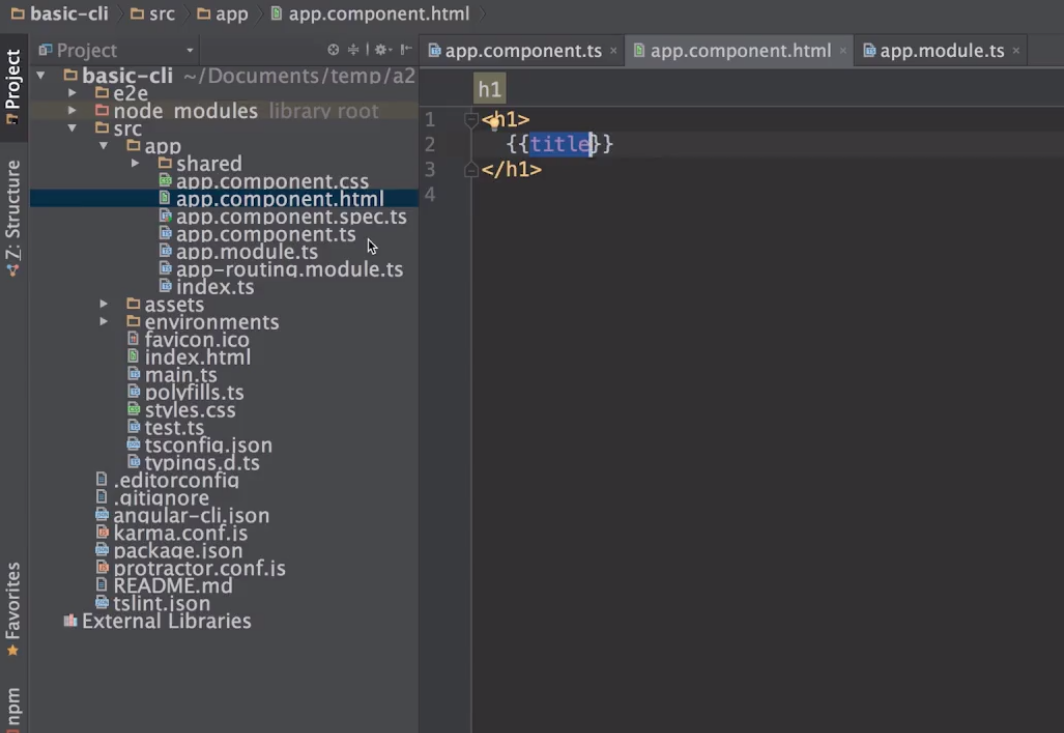 basic-cli src app app.component.html
Project
app.component.ts app.component.html app.module.ts
Project
Z: Structure
Favorites
npm
basic-cli ~/Documents/temp/a2
e2e
node_modules library root
src
app
shared
app.component.css
app.component.html
app.component.spec.ts
app.component.ts
app.module.ts
app-routing.module.ts
index.ts
assets
environments
favicon.ico
index.html
main.ts
polyfills.ts
styles.css
test.ts
tsconfig.json
typings.d.ts
.editorconfig
.gitignore
angular-cli.json
karma.conf.js
package.json
protractor.conf.js
README.md
tslint.json
External Libraries
h1
1 <h1>
2 {{title}}
3 </h1>
4